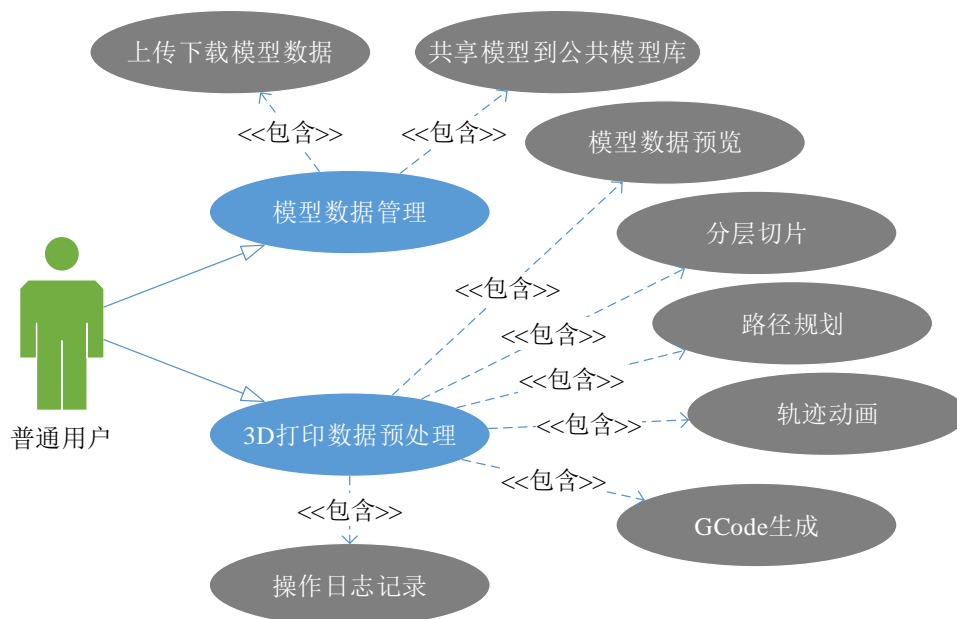 上传下载模型数据
共享模型到公共模型库
<<包含>>
<<包含>>
模型数据预览
模型数据管理
分层切片
<<包含>>
路径规划
<<包含>>
<<包含>>
轨迹动画
普通用户
3D打印数据预处理
<<包含>>
<<包含>>
<<包含>>
GCode生成
操作日志记录